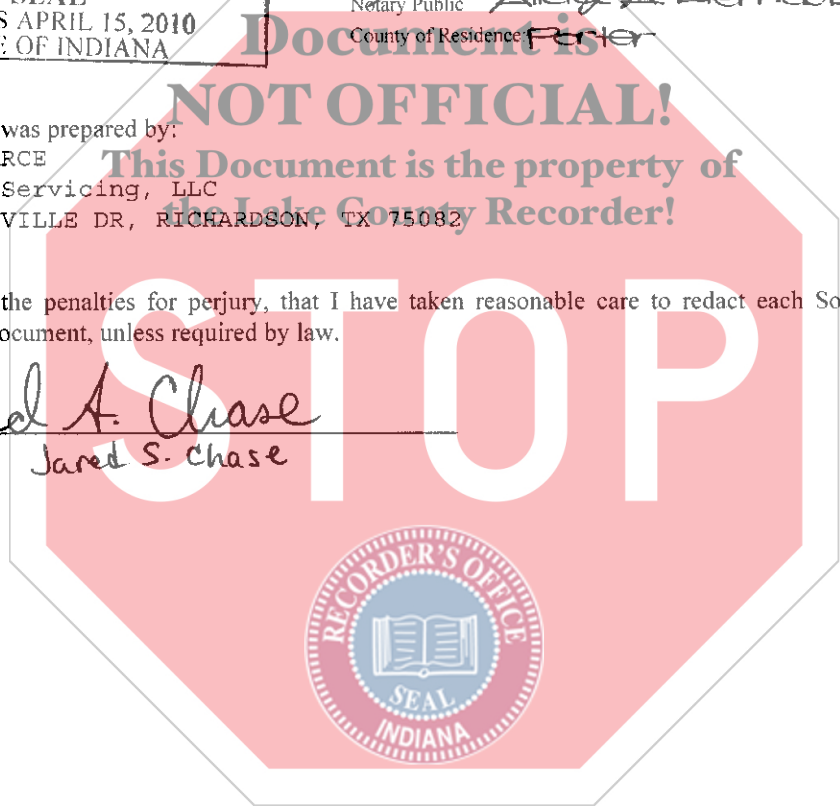 SEAL
S APRIL 15, 2010
E OF INDIANA
Notary Public
County of Residence: Porter
Document is
NOT OFFICIAL!
This Document is the property of
the Lake County Recorder!
was prepared by:
RCE
Servicing, LLC
VILLE DR, RICHARDSON, TX 75082
the penalties for perjury, that I have taken reasonable care to redact each So
ocument, unless required by law.
d A. Chase
Jared S. Chase
STOP
RECORDER'S OFFICE
SEAL
INDIANA